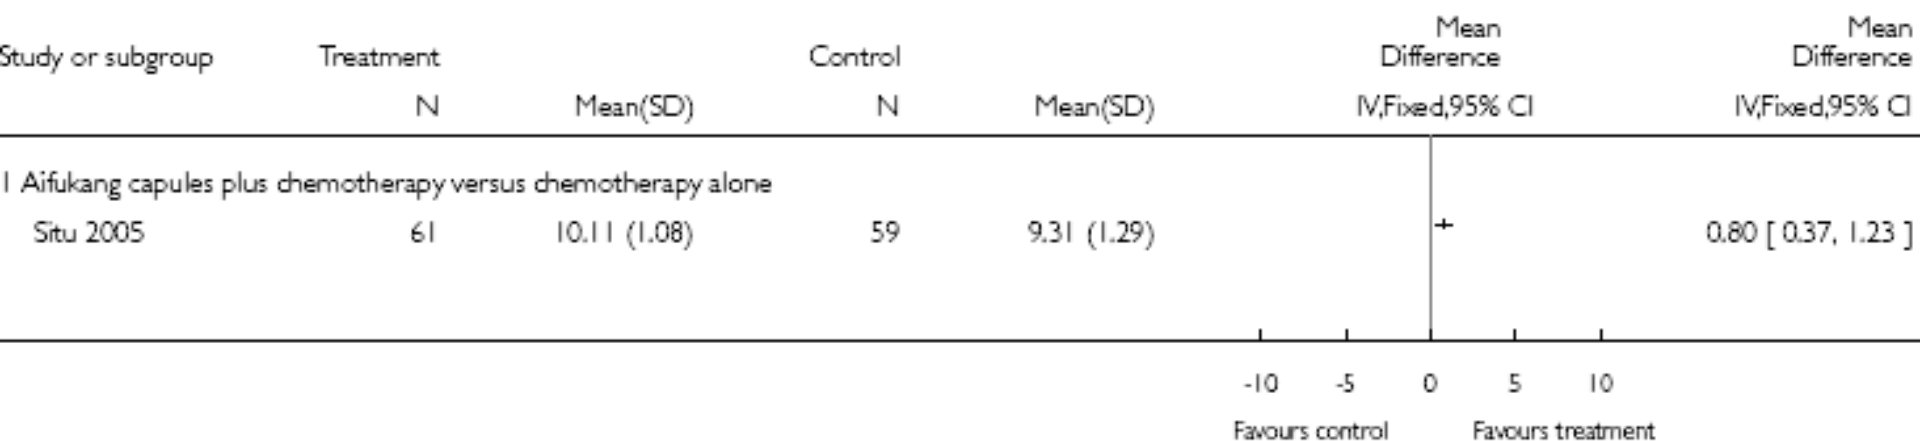 Mean Mean
Study or subgroup Treatment Control Difference Difference
N Mean(SD) N Mean(SD) IV,Fixed,95% CI IV,Fixed,95% CI
1 Aifukang capules plus chemotherapy versus chemotherapy alone
Situ 2005 61 10.11 (1.08) 59 9.31 (1.29) 0.80 [ 0.37, 1.23 ]
-10 -5 0 5 10
Favours control Favours treatment